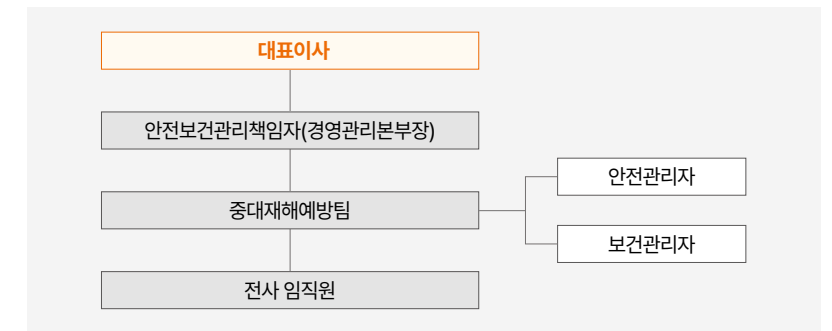 대표이사
안전보건관리책임자(경영관리본부장)
안전관리자
중대재해예방팀
보건관리자
전사 임직원